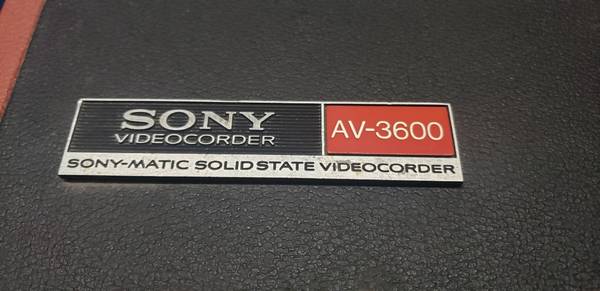 SONY
VIDEOCORDER
AV-3600
SONY-MATIC SOLID STATE VIDEOCORDER